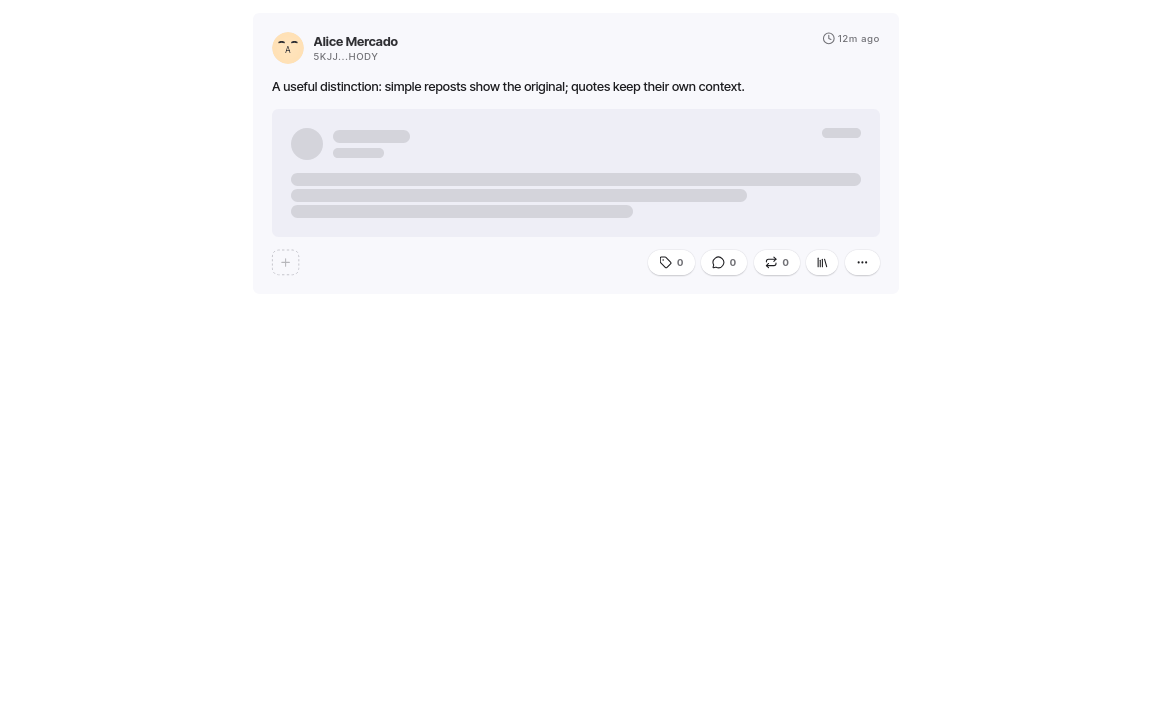 A
Alice Mercado
5KJJ...HODY
12m ago
A useful distinction: simple reposts show the original; quotes keep their own context.
0
0
0